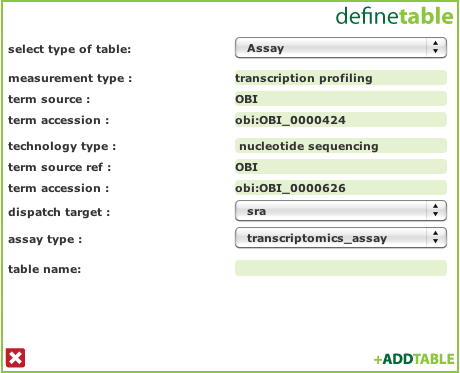 definetable
select type of table: Assay
measurement type : transcription profiling
term source : OBI
term accession : obi:OBI_0000424
technology type : nucleotide sequencing
term source ref : OBI
term accession : obi:OBI_0000626
dispatch target : sra
assay type : transcriptomics_assay
table name:
+ADDTABLE